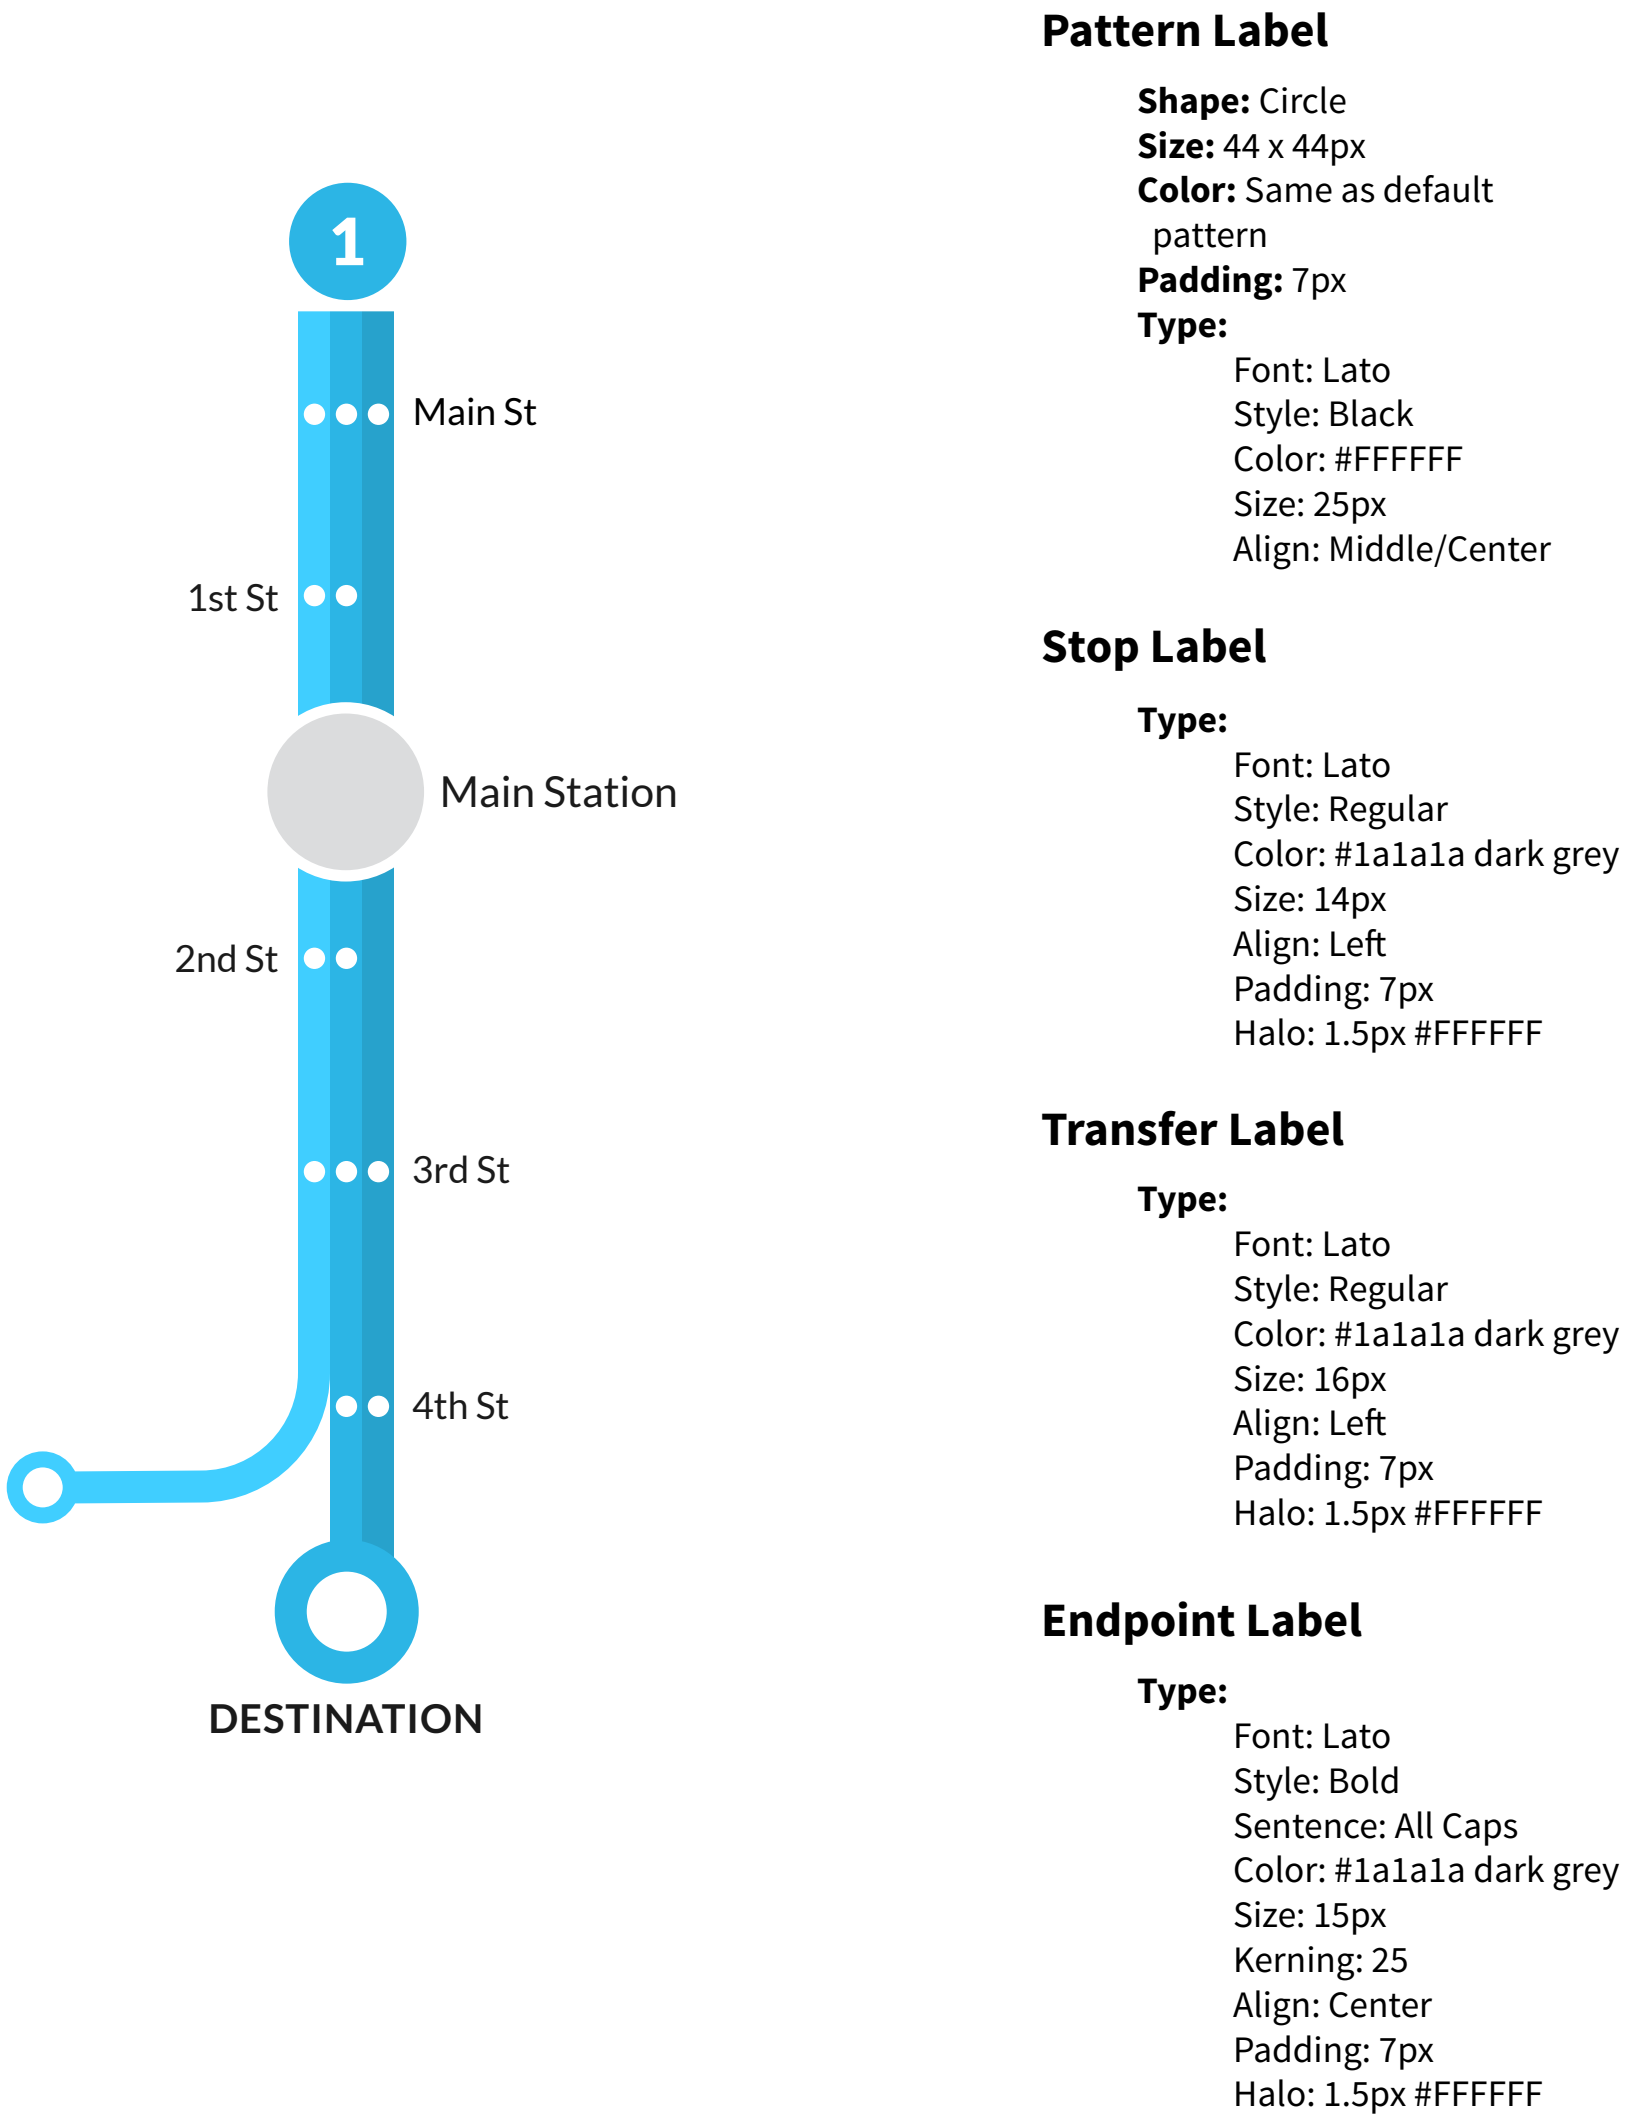 1
Main St
1st St
Main Station
2nd St
3rd St
4th St
DESTINATION
Pattern Label
Shape: Circle
Size: 44 x 44px
Color: Same as default
pattern
Padding: 7px
Type:
Font: Lato
Style: Black
Color: #FFFFFF
Size: 25px
Align: Middle/Center
Stop Label
Type:
Font: Lato
Style: Regular
Color: #1a1a1a dark grey
Size: 14px
Align: Left
Padding: 7px
Halo: 1.5px #FFFFFF
Transfer Label
Type:
Font: Lato
Style: Regular
Color: #1a1a1a dark grey
Size: 16px
Align: Left
Padding: 7px
Halo: 1.5px #FFFFFF
Endpoint Label
Type:
Font: Lato
Style: Bold
Sentence: All Caps
Color: #1a1a1a dark grey
Size: 15px
Kerning: 25
Align: Center
Padding: 7px
Halo: 1.5px #FFFFFF